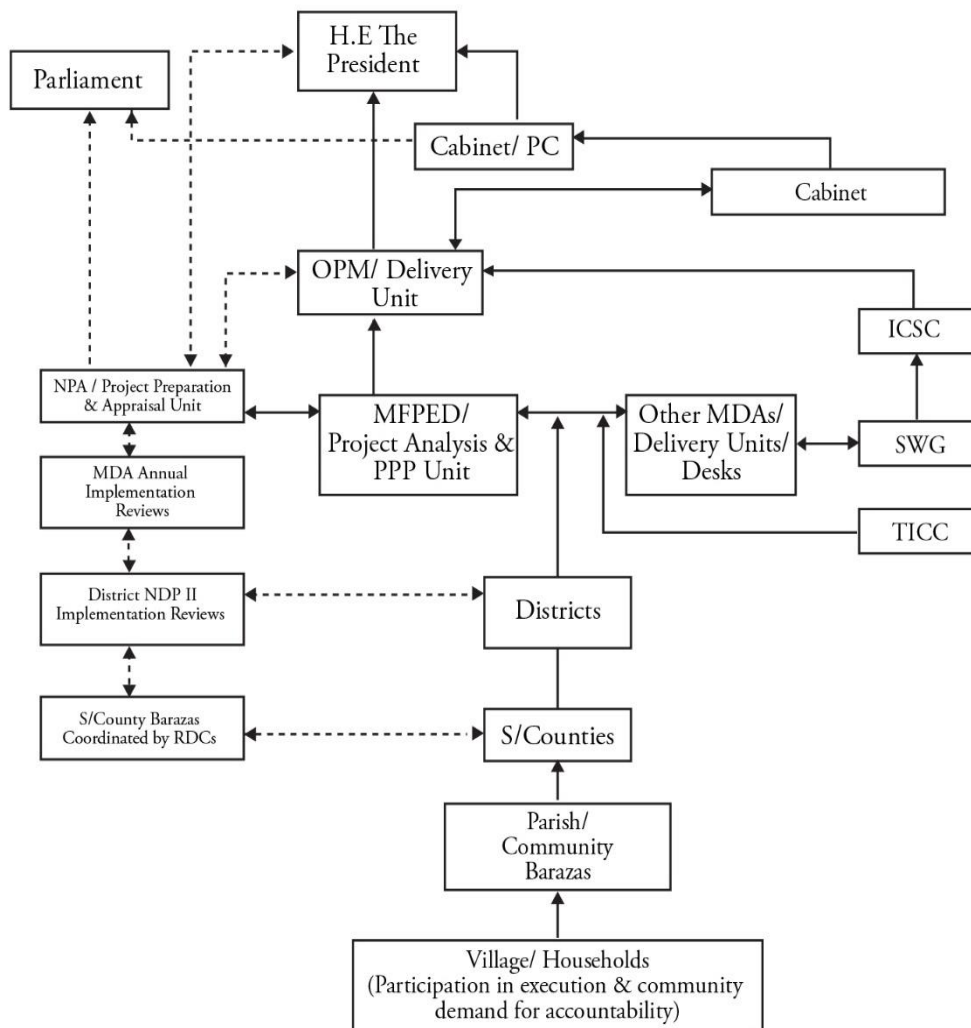 H.E The
President
Parliament
Cabinet/ PC
Cabinet
OPM/ Delivery
Unit
ICSC
NPA / Project Preparation
& Appraisal Unit
MFPED/
Project Analysis &
PPP Unit
Other MDAs/
Delivery Units/
Desks
SWG
MDA Annual
Implementation
Reviews
TICC
District NDP II
Implementation Reviews
Districts
S/County Barazas
Coordinated by RDCs
S/Counties
Parish/
Community
Barazas
Village/ Households
(Participation in execution & community
demand for accountability)